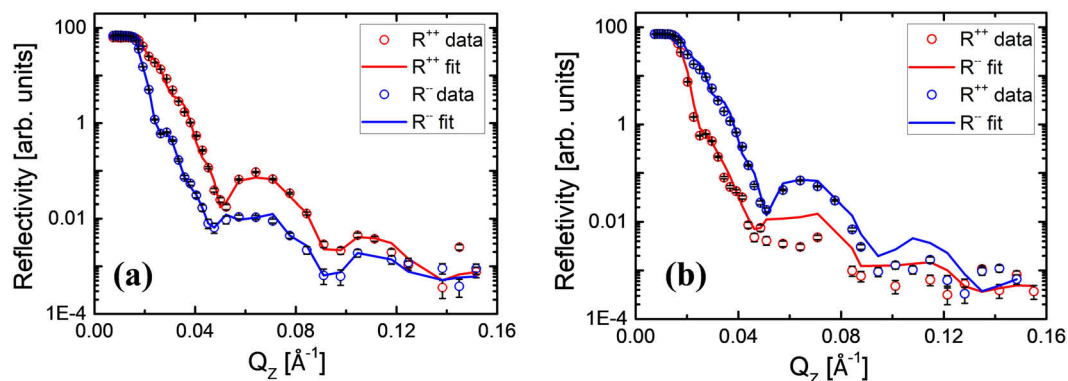 100
1
0.01
1E-4
0.00
0.04
0.08
0.12
0.16
Reflectivity [arb. units]
Q_Z [Å⁻¹]
R⁺⁺ data
R⁺⁺ fit
R⁻⁻ data
R⁻⁻ fit
(a)
100
1
0.01
1E-4
0.00
0.04
0.08
0.12
0.16
Refletivity [arb. units]
Q_Z [Å⁻¹]
R⁺⁺ data
R⁻⁻ fit
R⁺⁺ data
R⁻⁻ fit
(b)